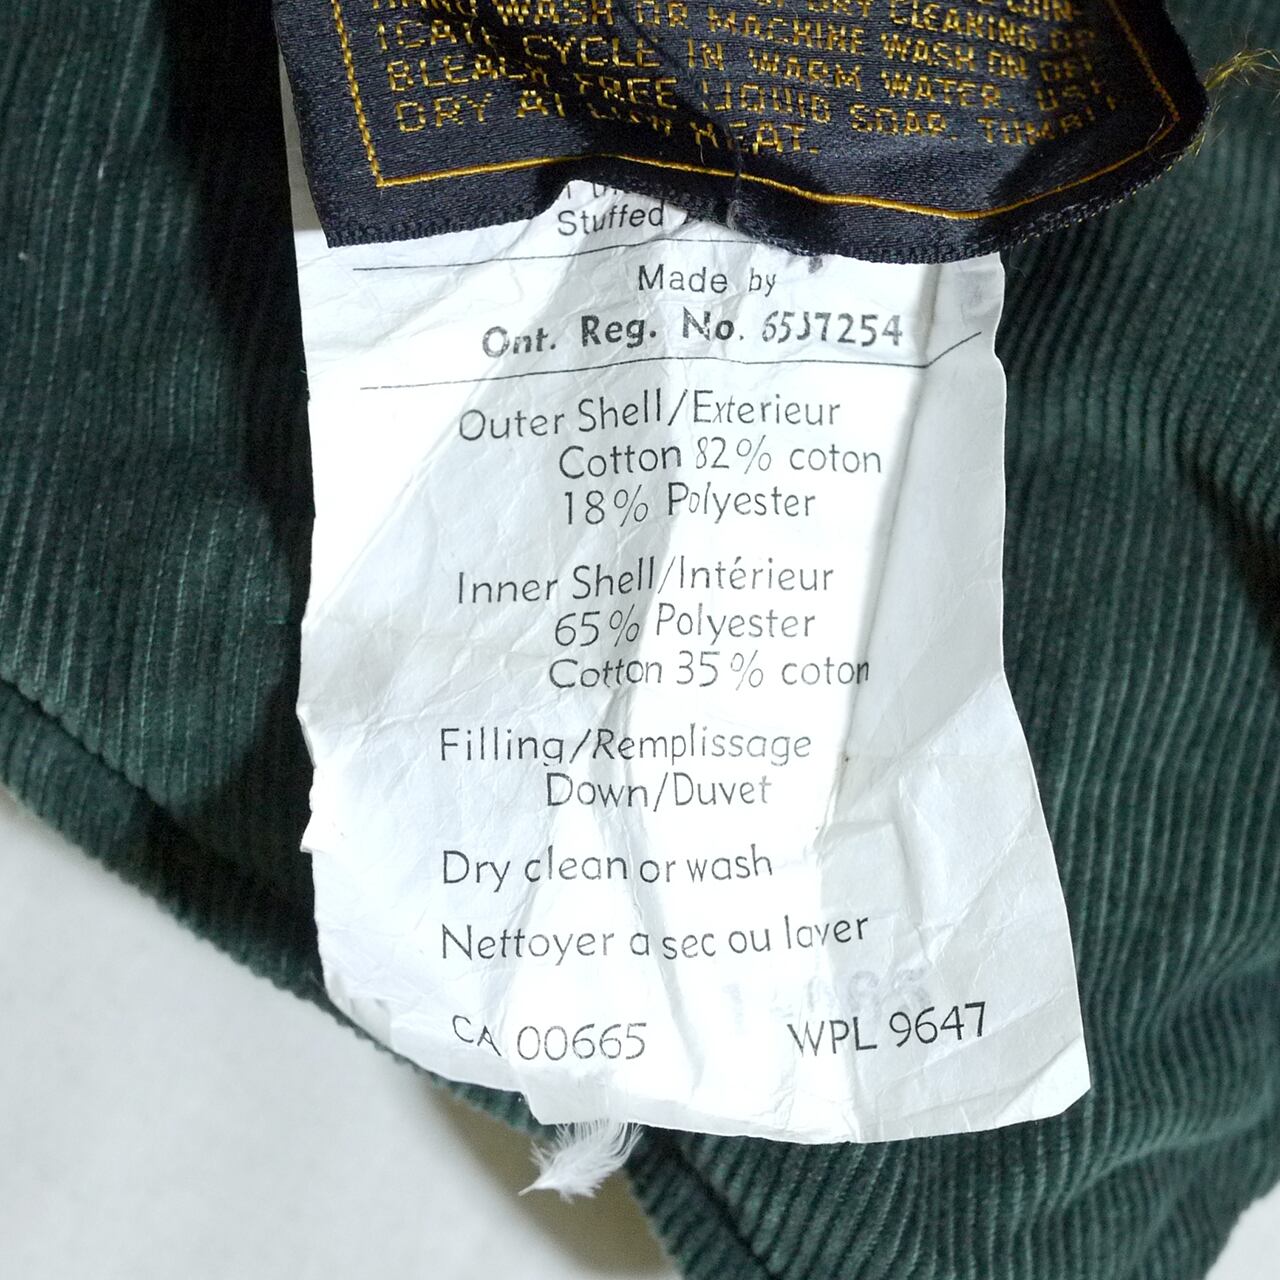 DRY CLEANING OR
WASH OR MACHINE WASH ON
CYCLE IN WARM WATER. USE
BLEACH FREE LIQUID SOAP. TUMBLE
DRY AT LOW HEAT.
Stuffed
Made by
Ont. Reg. No. 65J7254
Outer Shell/Exterieur
Cotton 82% coton
18% Polyester
Inner Shell/Intérieur
65% Polyester
Cotton 35% coton
Filling/Remplissage
Down/Duvet
Dry clean or wash
Nettoyer a sec ou laver
CA 00665 WPL 9647